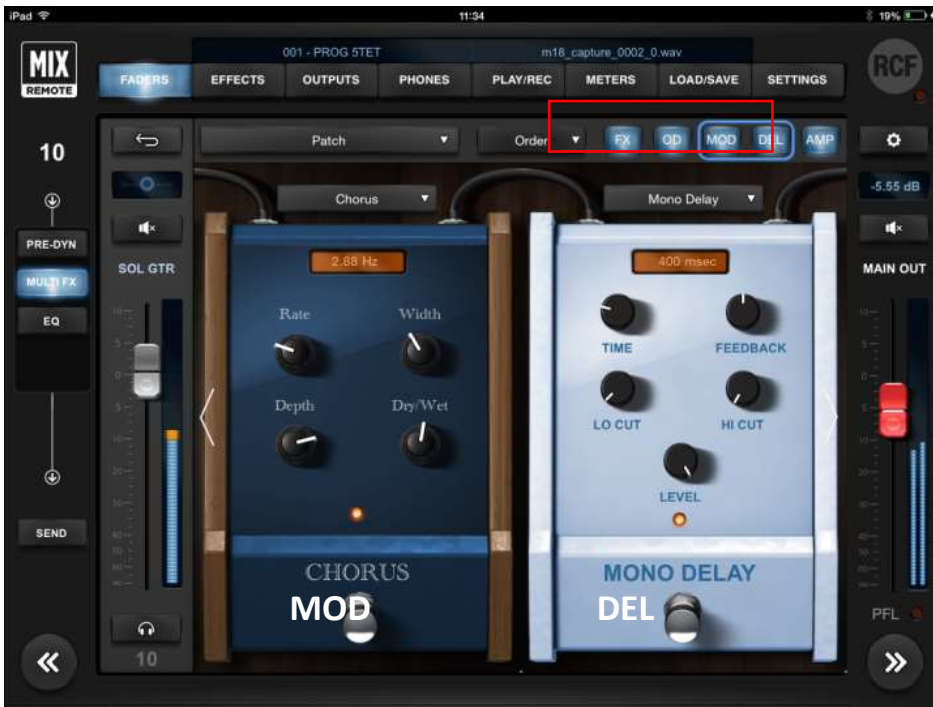 iPad 11:34 19%
MIX
REMOTE
001 - PROG 5TET m18_capture_0002_0.wav
RCF
FADERS EFFECTS OUTPUTS PHONES PLAY/REC METERS LOAD/SAVE SETTINGS
10
Patch Order FX OD MOD DEL AMP
Chorus Mono Delay
-5.55 dB
PRE-DYN
MULTI FX
EQ
SEND
SOL GTR
MAIN OUT
2.88 Hz
Rate Width
Depth Dry/Wet
CHORUS
MOD
400 msec
TIME FEEDBACK
LO CUT HI CUT
LEVEL
MONO DELAY
DEL
PFL
10